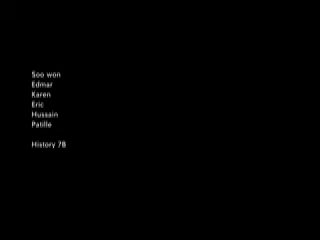 Soo won
Edmar
Karen
Eric
Hussain
Patille
History 7B